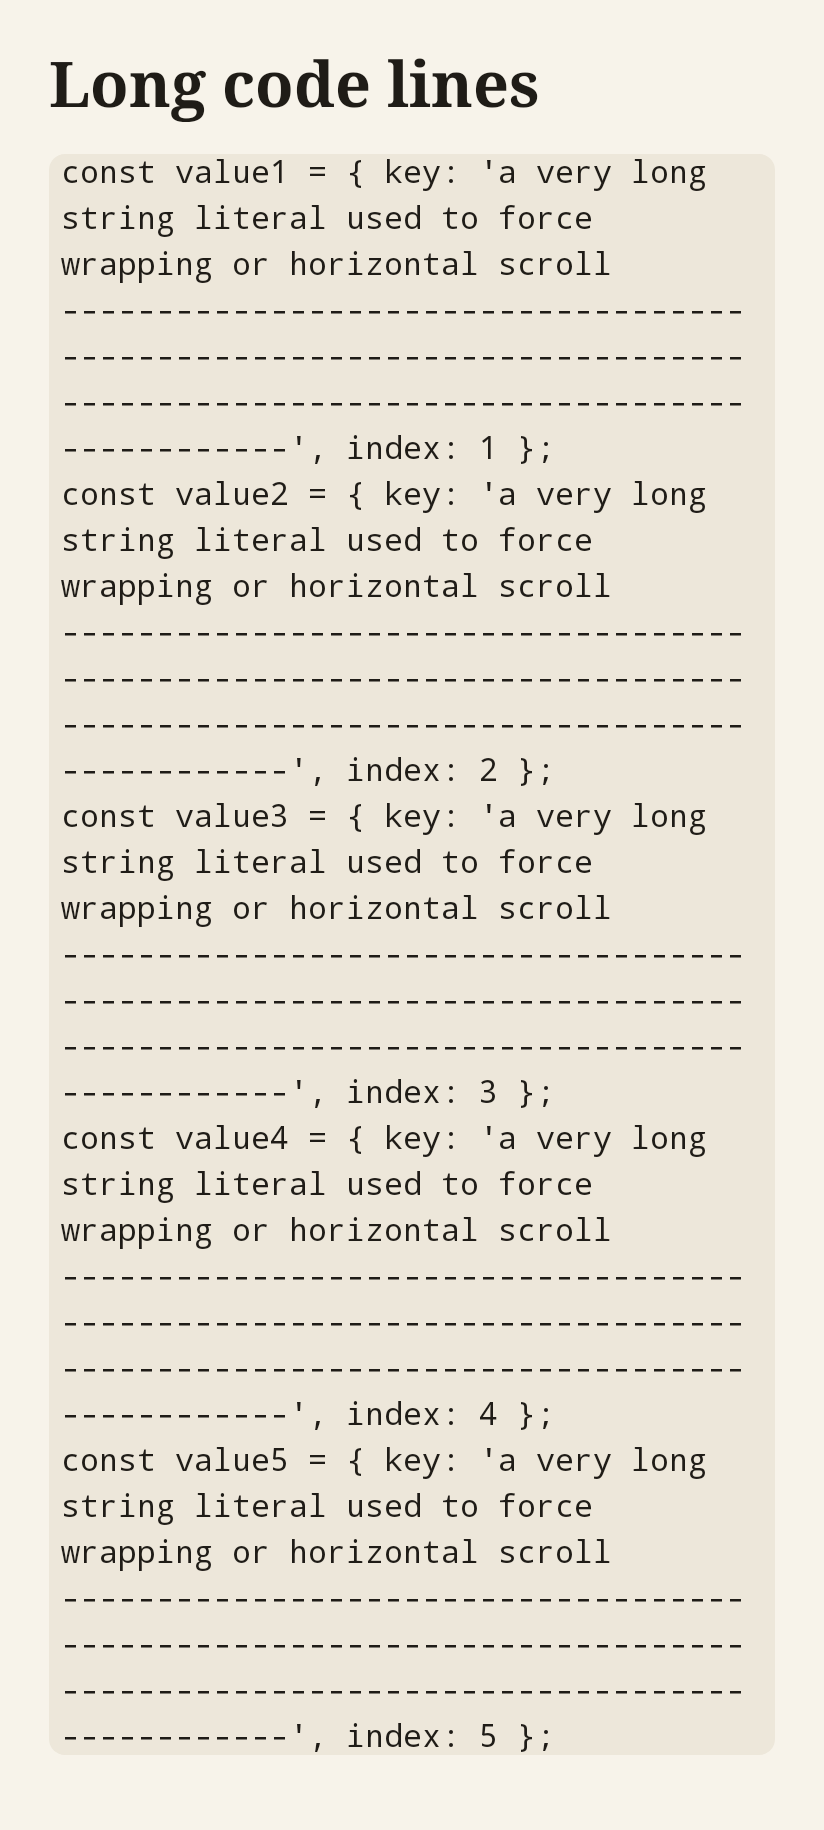 Long code lines
const value1 = { key: 'a very long
string literal used to force
wrapping or horizontal scroll
------------------------------------
------------------------------------
------------------------------------
------------', index: 1 };
const value2 = { key: 'a very long
string literal used to force
wrapping or horizontal scroll
------------------------------------
------------------------------------
------------------------------------
------------', index: 2 };
const value3 = { key: 'a very long
string literal used to force
wrapping or horizontal scroll
------------------------------------
------------------------------------
------------------------------------
------------', index: 3 };
const value4 = { key: 'a very long
string literal used to force
wrapping or horizontal scroll
------------------------------------
------------------------------------
------------------------------------
------------', index: 4 };
const value5 = { key: 'a very long
string literal used to force
wrapping or horizontal scroll
------------------------------------
------------------------------------
------------------------------------
------------', index: 5 };